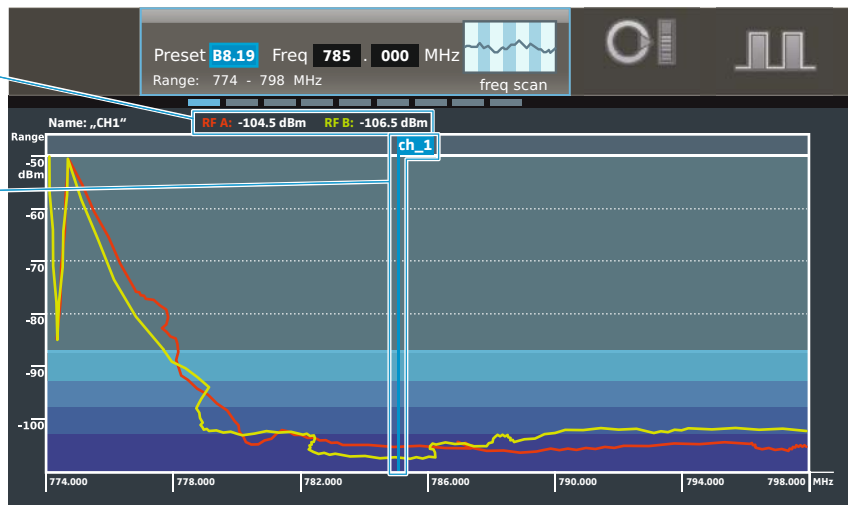 Preset B8.19 Freq 785 . 000 MHz
Range: 774 - 798 MHz
freq scan
Name: „CH1“ RF A: -104.5 dBm RF B: -106.5 dBm
Range
ch_1
-50
dBm
-60
-70
-80
-90
-100
774.000 778.000 782.000 786.000 790.000 794.000 798.000 MHz